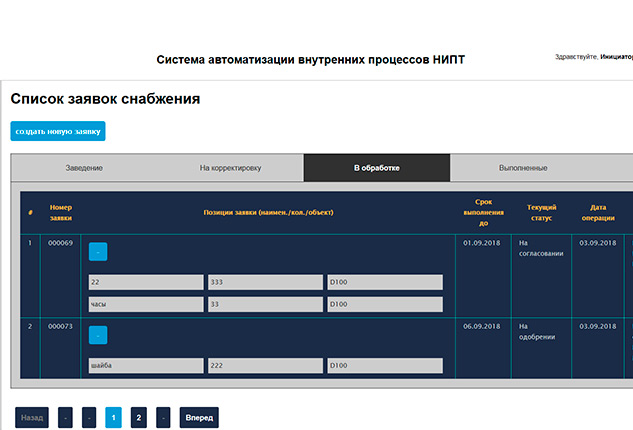 Система автоматизации внутренних процессов НИПТ
Здравствуйте, Инициатор
Список заявок снабжения
создать новую заявку
Заведение На корректировку В обработке Выполненные
# Номер заявки Позиции заявки (наимен./кол./объект) Срок выполнения до Текущий статус Дата операции
1 000069 - 01.09.2018 На согласовании 03.09.2018
22 333 D100
часы 33 D100
2 000073 - 06.09.2018 На одобрении 03.09.2018
шайба 222 D100
Назад - - 1 2 - Вперед